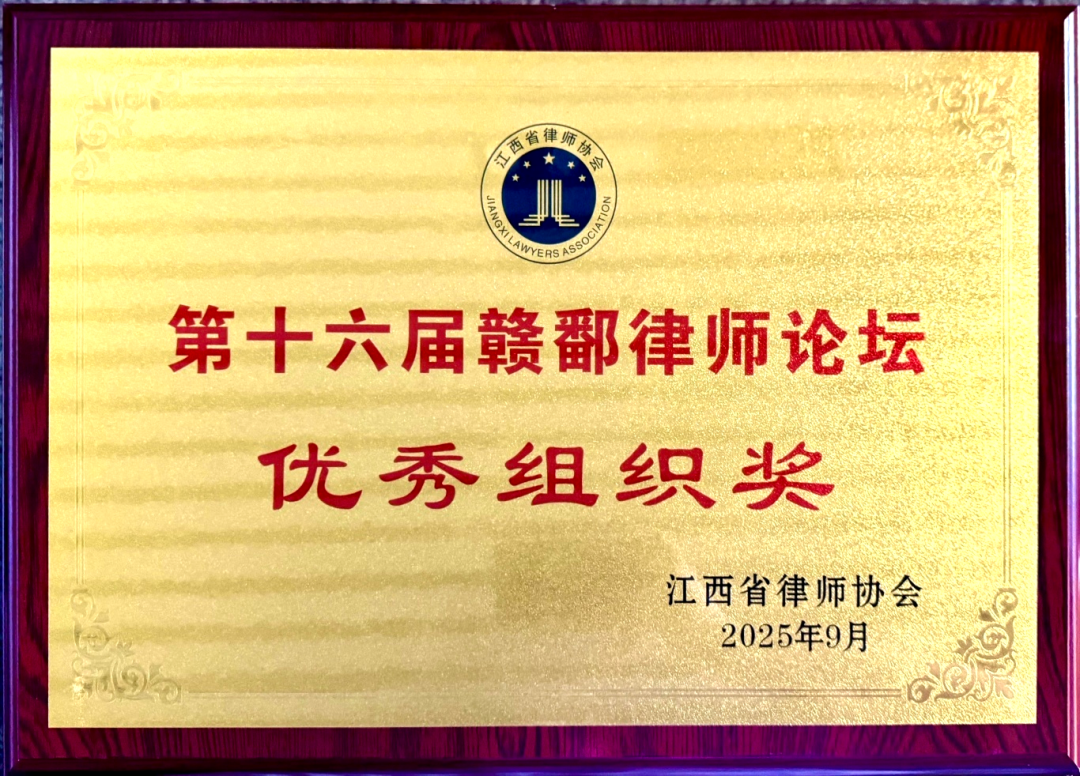 江西省律师协会
JIANGXI LAWYERS ASSOCIATION
第十六届赣鄱律师论坛
优秀组织奖
江西省律师协会
2025年9月